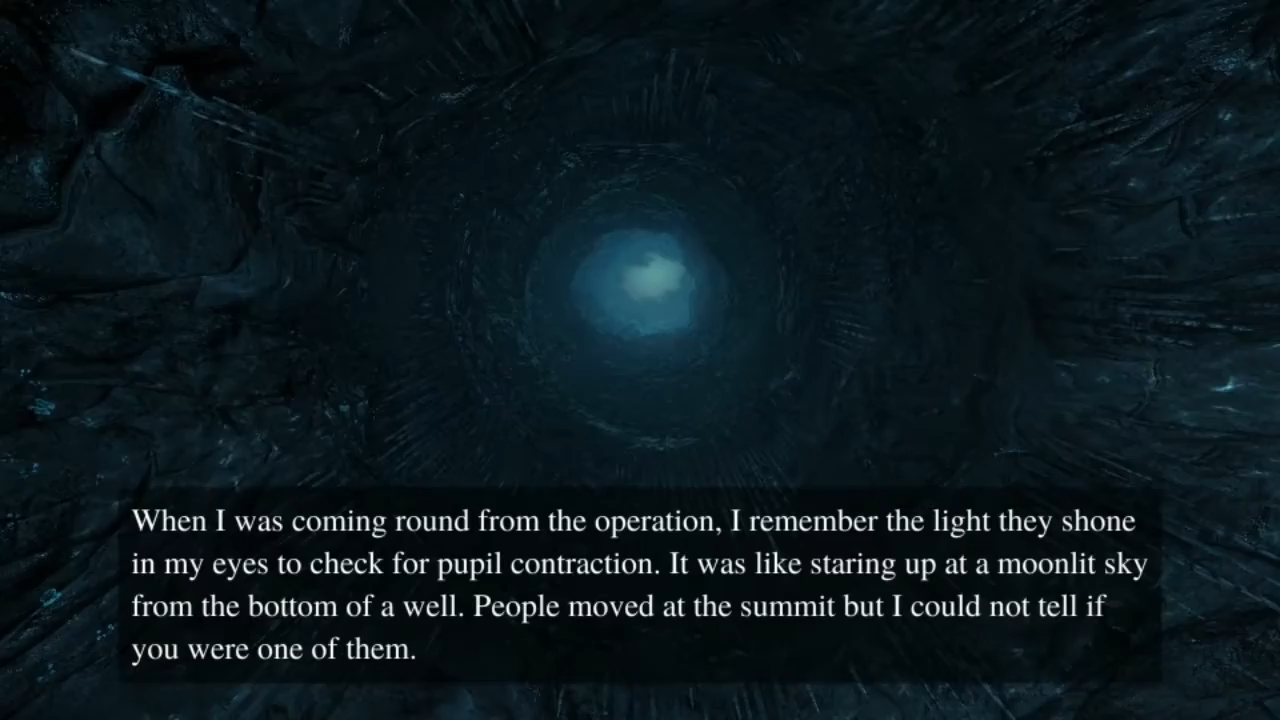 When I was coming round from the operation, I remember the light they shone
in my eyes to check for pupil contraction. It was like staring up at a moonlit sky
from the bottom of a well. People moved at the summit but I could not tell if
you were one of them.